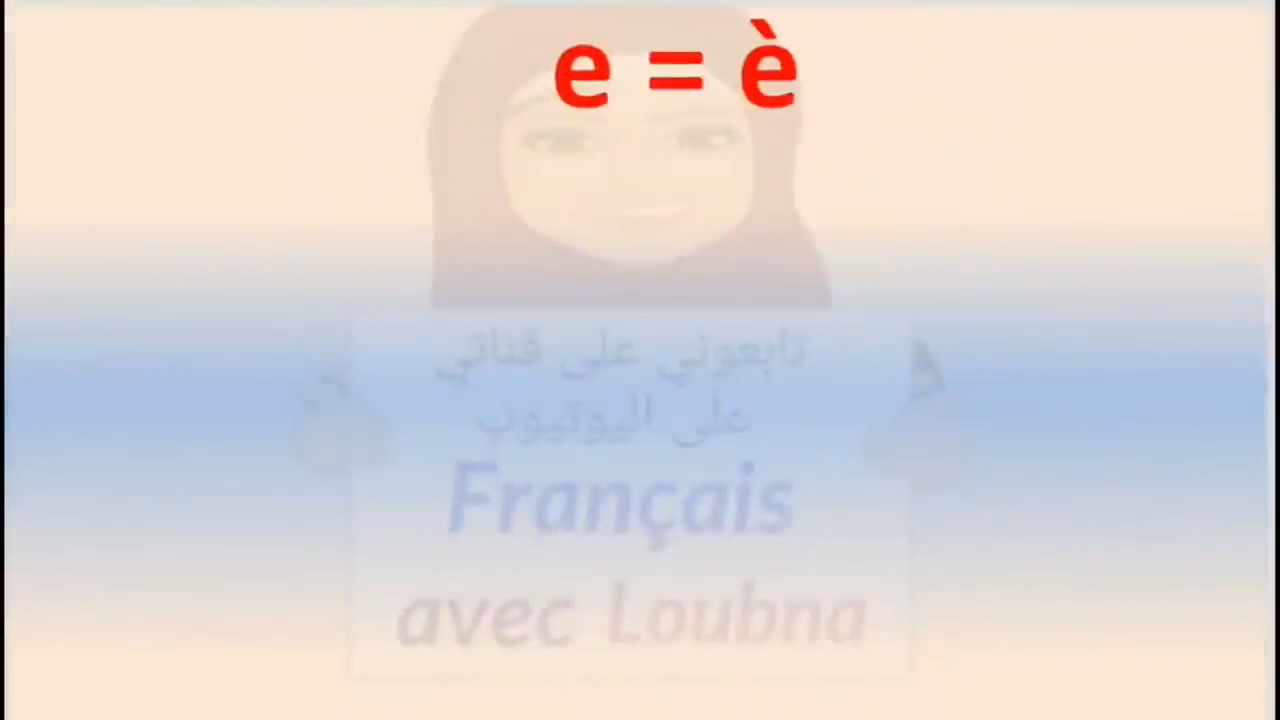 e = è
تابعوني على قناتي
على اليوتيوب
Français
avec Loubna